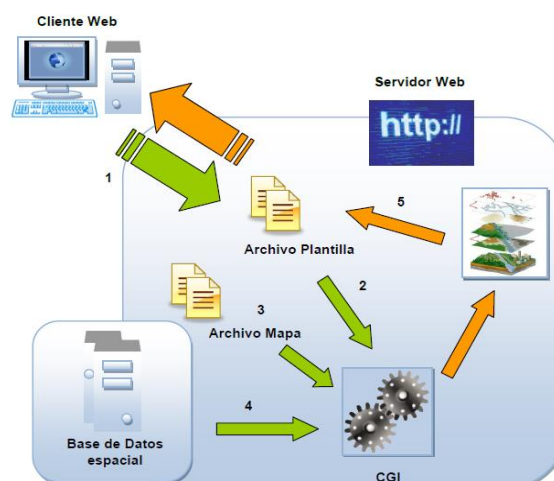 Cliente Web
Servidor Web
http://
1
5
Archivo Plantilla
2
3
Archivo Mapa
4
Base de Datos
espacial
CGI